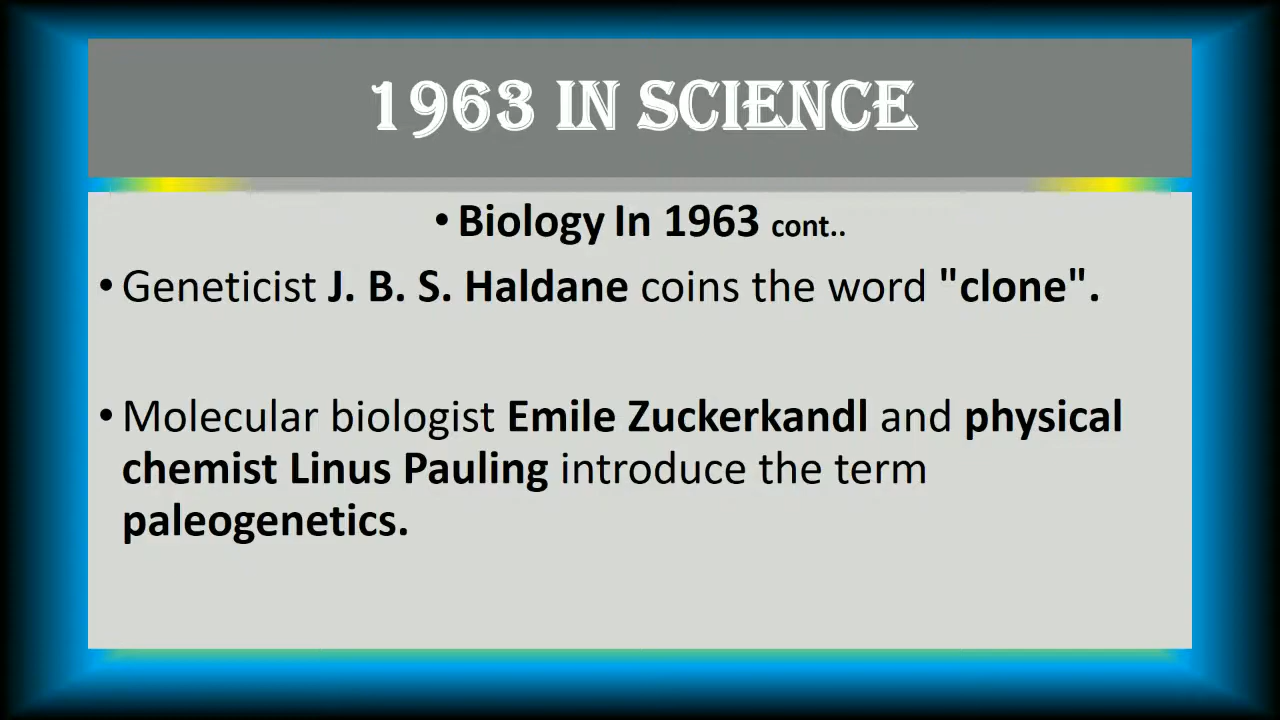 1963 IN SCIENCE
• Biology In 1963 cont..
• Geneticist J. B. S. Haldane coins the word "clone".
• Molecular biologist Emile Zuckerkandl and physical
chemist Linus Pauling introduce the term
paleogenetics.